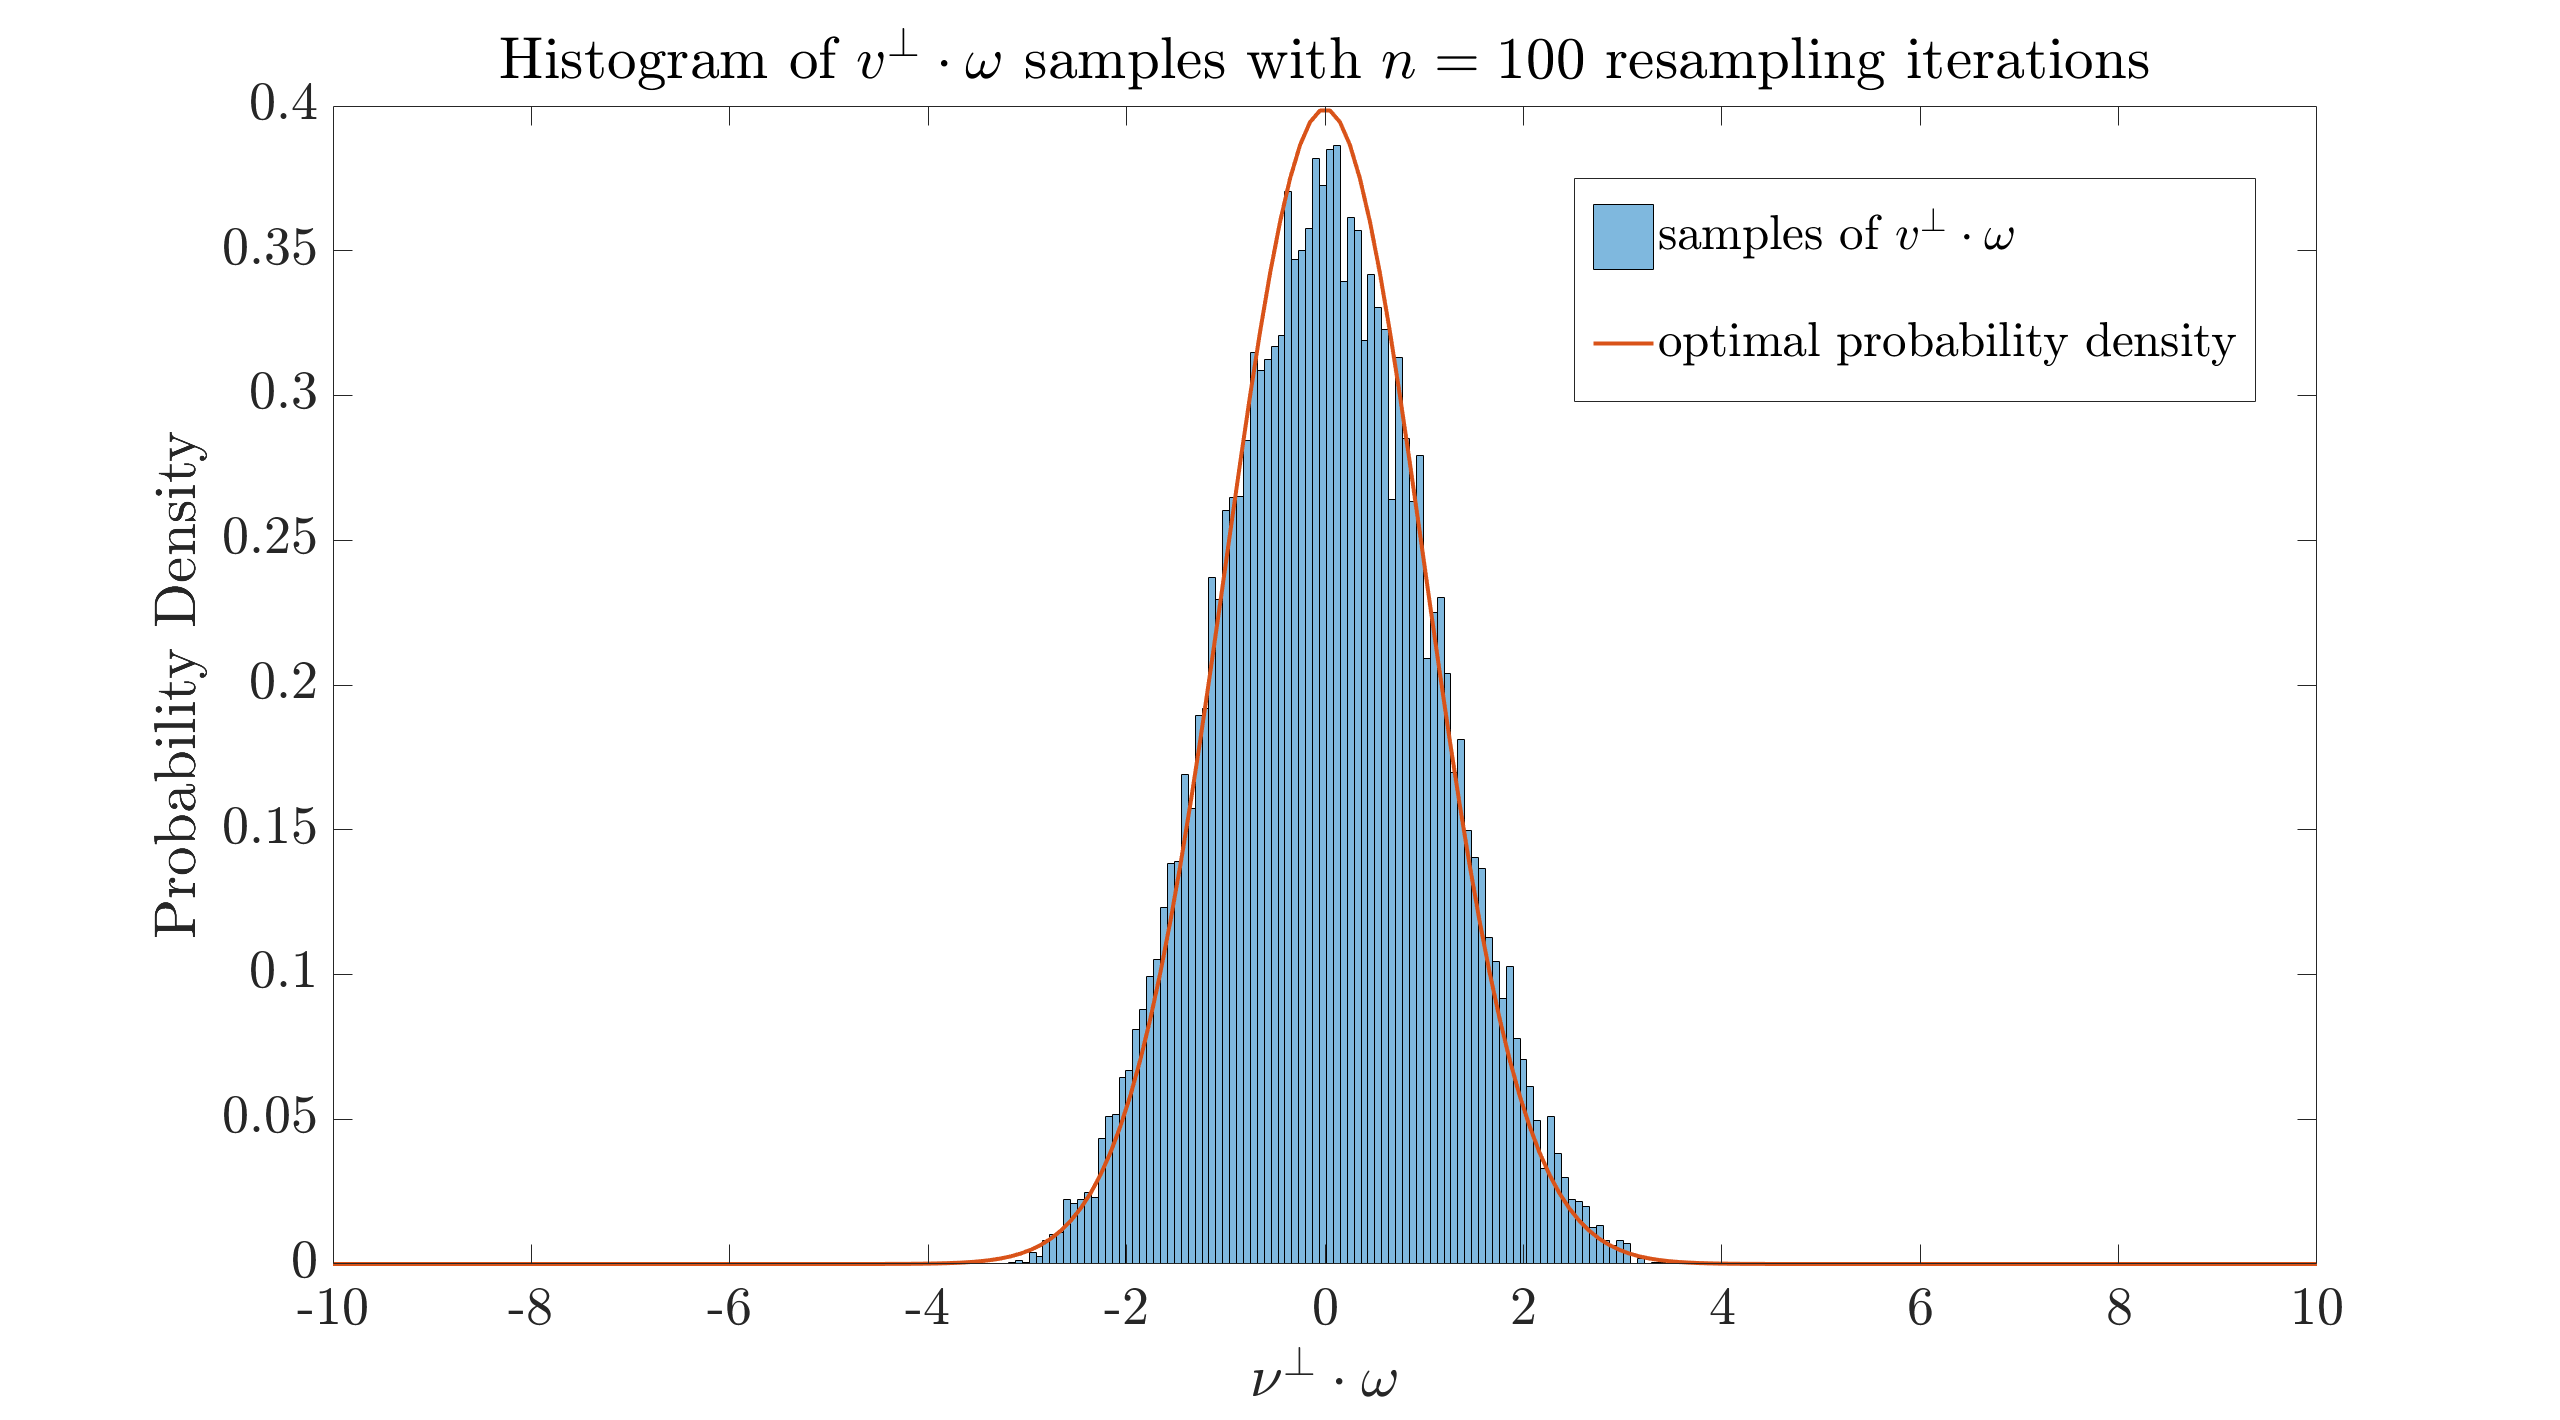 Histogram of v⊥ · ω samples with n = 100 resampling iterations
0.4
0.35
0.3
0.25
0.2
0.15
0.1
0.05
0
Probability Density
samples of v⊥ · ω
optimal probability density
-10 -8 -6 -4 -2 0 2 4 6 8 10
ν⊥ · ω